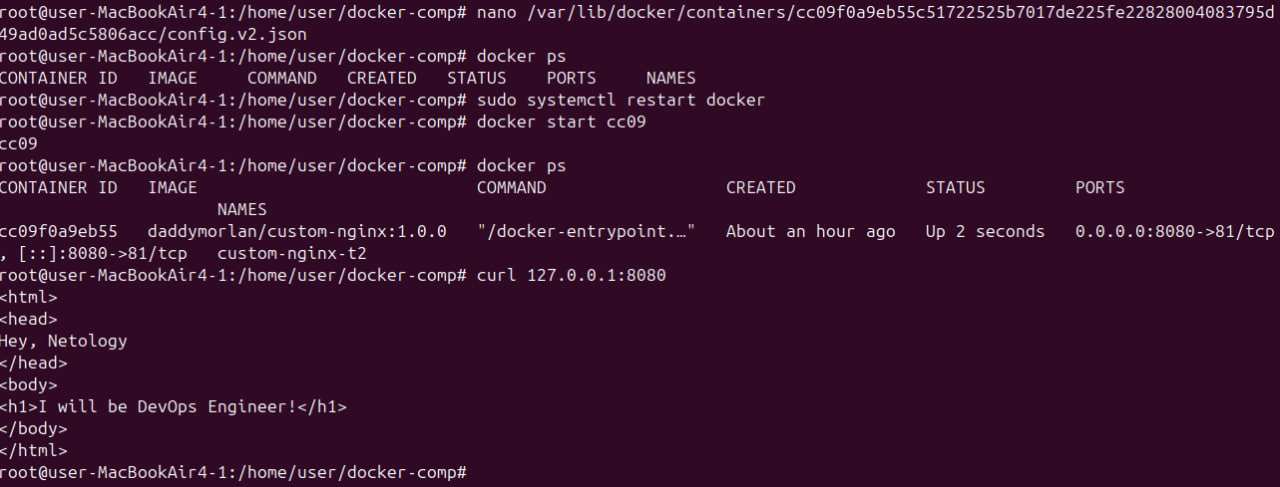 root@user-MacBookAir4-1:/home/user/docker-comp# nano /var/lib/docker/containers/cc09f0a9eb55c51722525b7017de225fe22828004083795d
49ad0ad5c5806acc/config.v2.json
root@user-MacBookAir4-1:/home/user/docker-comp# docker ps
CONTAINER ID   IMAGE     COMMAND   CREATED   STATUS    PORTS     NAMES
root@user-MacBookAir4-1:/home/user/docker-comp# sudo systemctl restart docker
root@user-MacBookAir4-1:/home/user/docker-comp# docker start cc09
cc09
root@user-MacBookAir4-1:/home/user/docker-comp# docker ps
CONTAINER ID   IMAGE                            COMMAND                  CREATED             STATUS         PORTS
                      NAMES
cc09f0a9eb55   daddymorlan/custom-nginx:1.0.0   "/docker-entrypoint.…"   About an hour ago   Up 2 seconds   0.0.0.0:8080->81/tcp
, [::]:8080->81/tcp   custom-nginx-t2
root@user-MacBookAir4-1:/home/user/docker-comp# curl 127.0.0.1:8080
<html>
<head>
Hey, Netology
</head>
<body>
<h1>I will be DevOps Engineer!</h1>
</body>
</html>
root@user-MacBookAir4-1:/home/user/docker-comp#